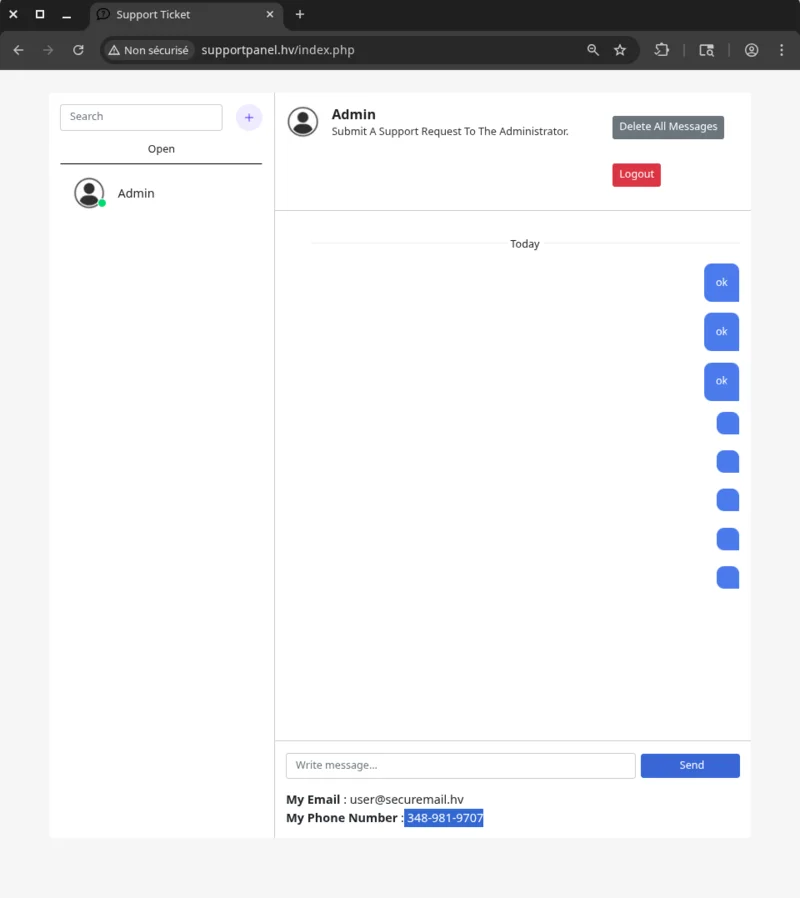 Support Ticket
Non sécurisé supportpanel.hv/index.php
Search
Open
Admin
Admin
Submit A Support Request To The Administrator.
Delete All Messages
Logout
Today
ok
ok
ok
Write message...
Send
My Email : user@securemail.hv
My Phone Number : 348-981-9707